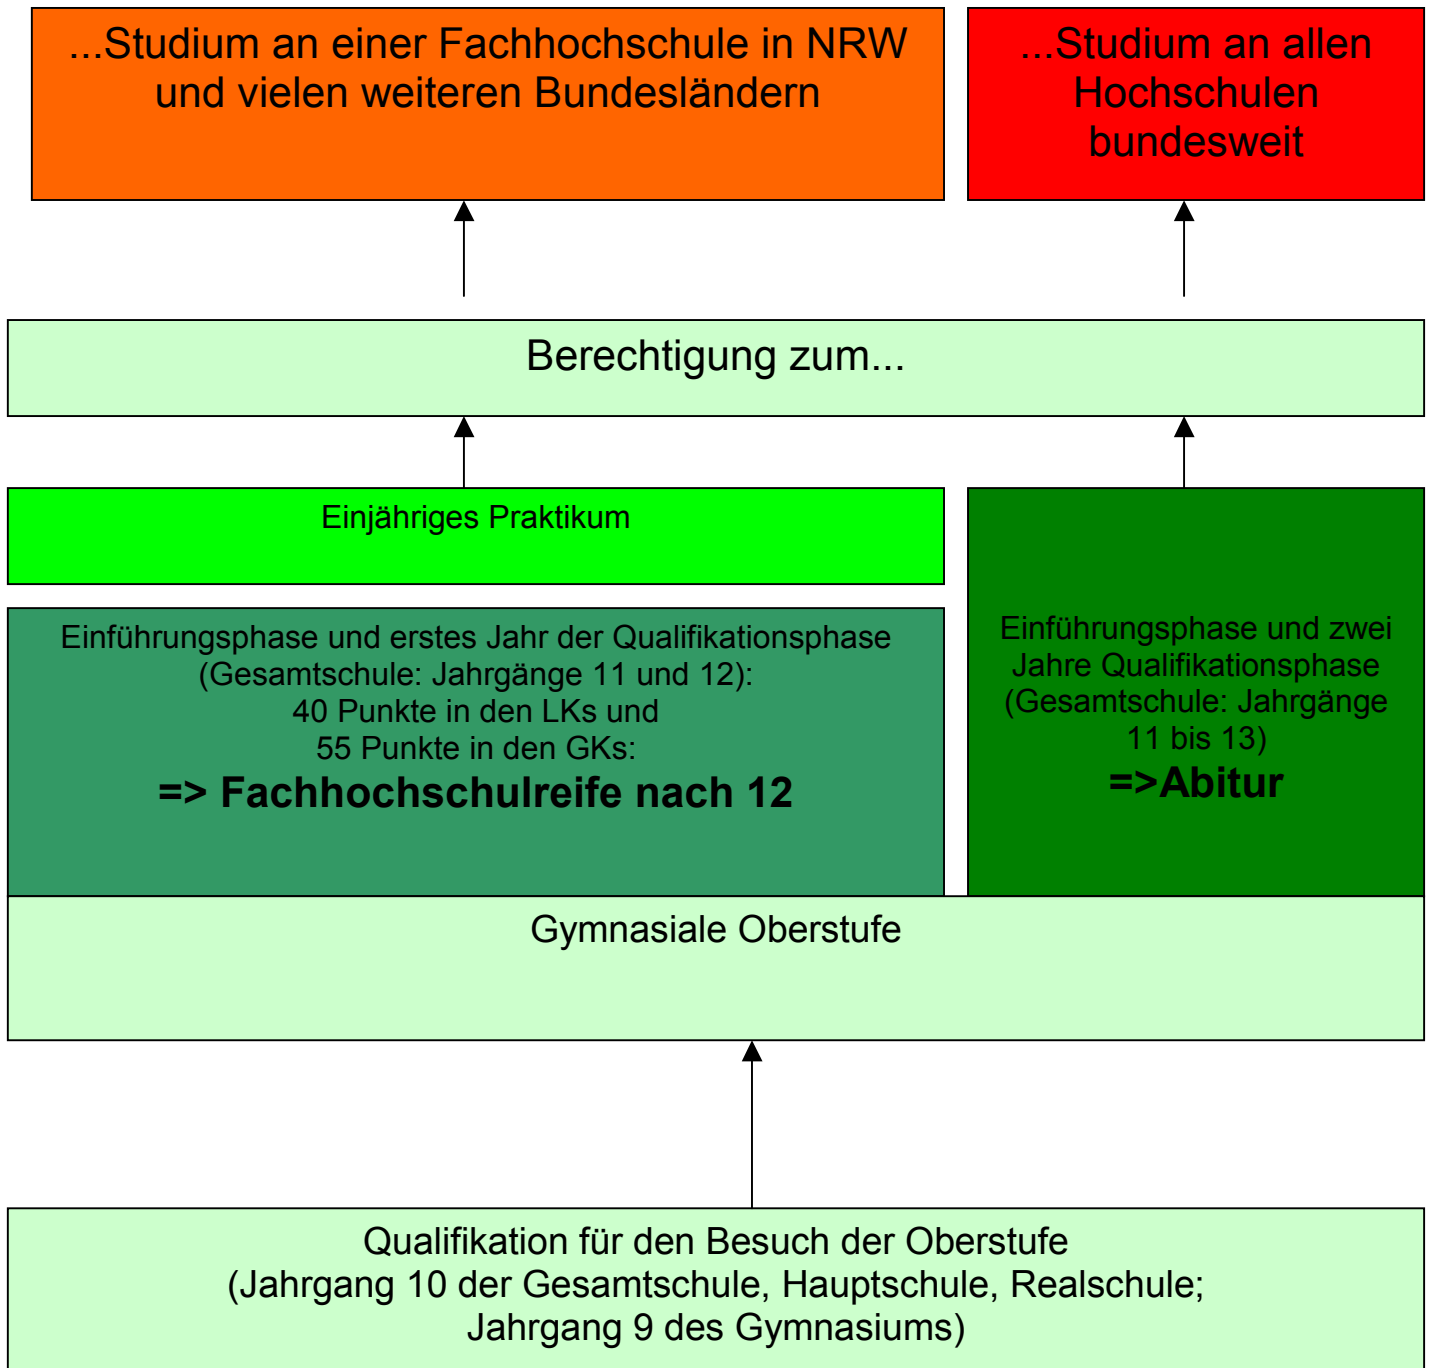 ...Studium an einer Fachhochschule in NRW
und vielen weiteren Bundesländern
...Studium an allen
Hochschulen
bundesweit
Berechtigung zum...
Einjähriges Praktikum
Einführungsphase und erstes Jahr der Qualifikationsphase
(Gesamtschule: Jahrgänge 11 und 12):
40 Punkte in den LKs und
55 Punkte in den GKs:
=> Fachhochschulreife nach 12
Einführungsphase und zwei
Jahre Qualifikationsphase
(Gesamtschule: Jahrgänge
11 bis 13)
=>Abitur
Gymnasiale Oberstufe
Qualifikation für den Besuch der Oberstufe
(Jahrgang 10 der Gesamtschule, Hauptschule, Realschule;
Jahrgang 9 des Gymnasiums)